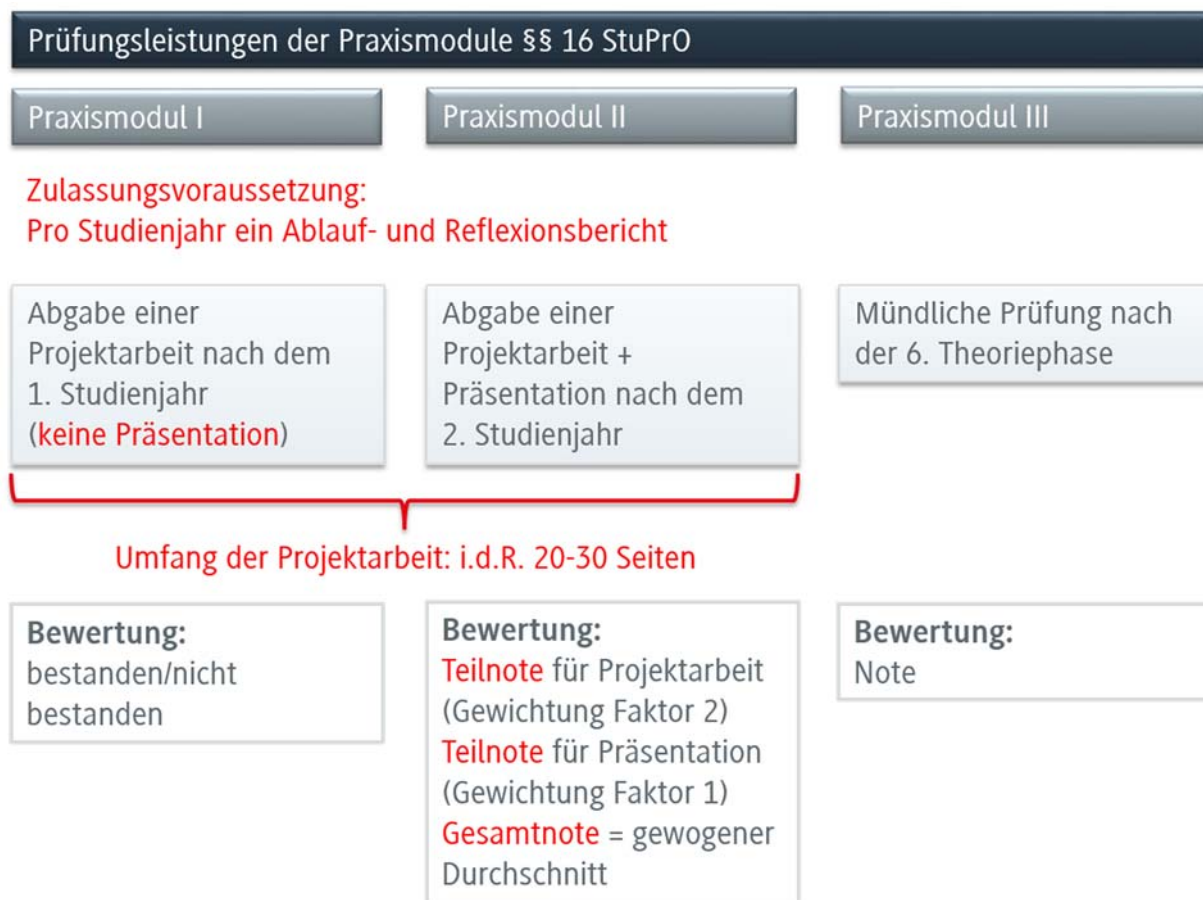 Prüfungsleistungen der Praxismodule §§ 16 StuPrO
Praxismodul I
Praxismodul II
Praxismodul III
Zulassungsvoraussetzung:
Pro Studienjahr ein Ablauf- und Reflexionsbericht
Abgabe einer
Projektarbeit nach dem
1. Studienjahr
(keine Präsentation)
Abgabe einer
Projektarbeit +
Präsentation nach dem
2. Studienjahr
Mündliche Prüfung nach
der 6. Theoriephase
Umfang der Projektarbeit: i.d.R. 20-30 Seiten
Bewertung:
bestanden/nicht
bestanden
Bewertung:
Teilnote für Projektarbeit
(Gewichtung Faktor 2)
Teilnote für Präsentation
(Gewichtung Faktor 1)
Gesamtnote = gewogener
Durchschnitt
Bewertung:
Note